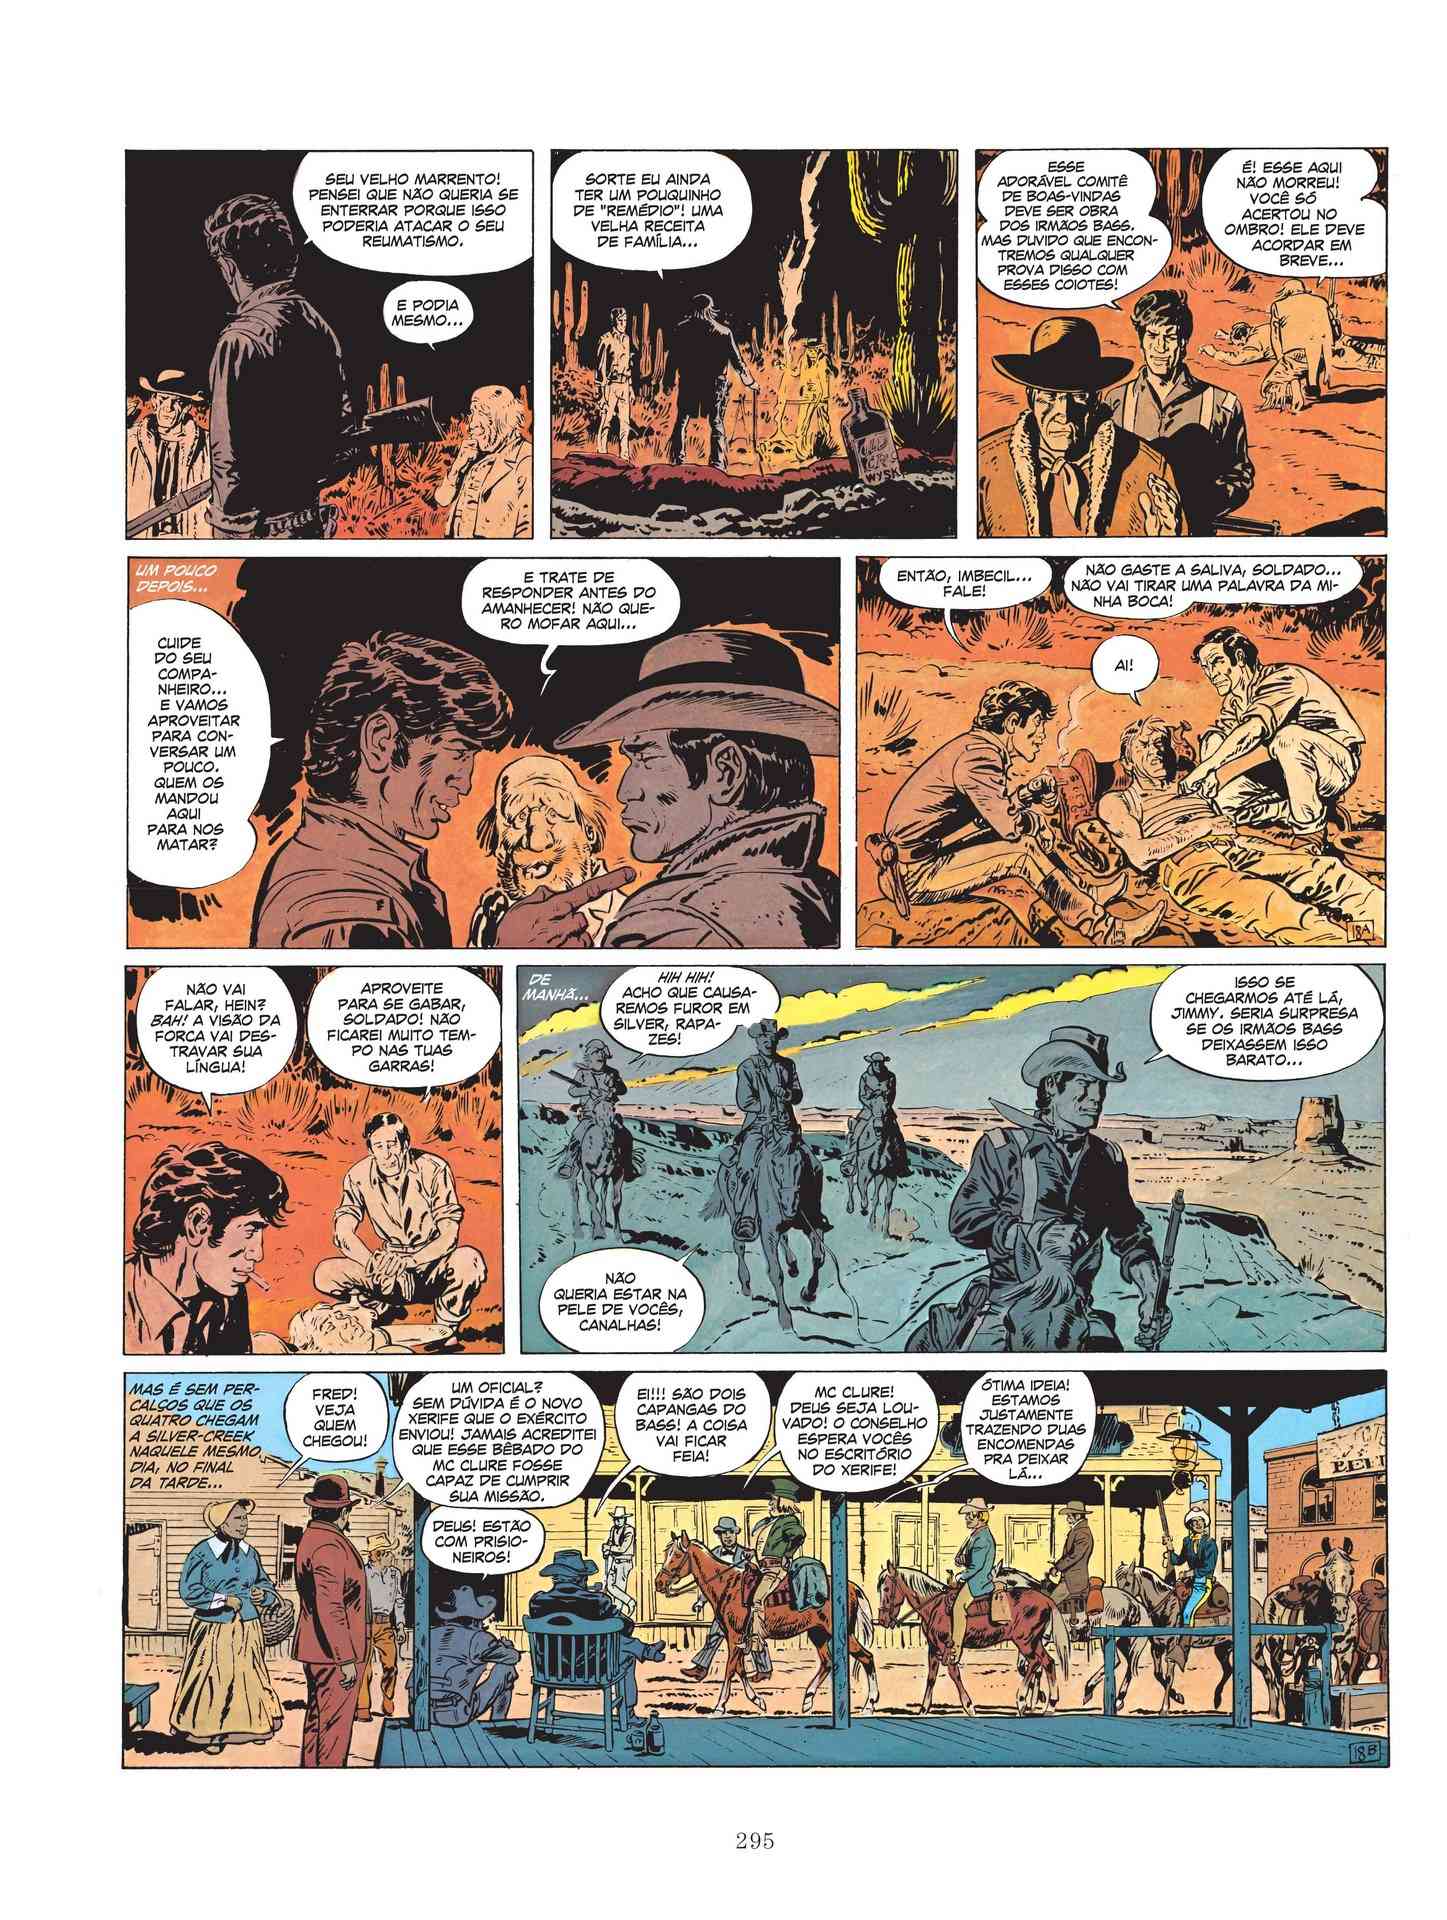 SEU VELHO MARRENTO!
PENSEI QUE NÃO QUERIA SE
ENTERRAR PORQUE ISSO
PODERIA ATACAR O SEU
REUMATISMO.
E PODIA
MESMO...
SORTE EU AINDA
TER UM POUQUINHO
DE "REMÉDIO"! UMA
VELHA RECEITA
DE FAMÍLIA...
ESSE
ADORÁVEL COMITÊ
DE BOAS-VINDAS
DEVE SER OBRA
DOS IRMÃOS BASS.
MAS DUVIDO QUE ENCON-
TREMOS QUALQUER
PROVA DISSO COM
ESSES COIOTES!
É! ESSE AQUI
NÃO MORREU!
VOCÊ SÓ
ACERTOU NO
OMBRO! ELE DEVE
ACORDAR EM
BREVE...
UM POUCO
DEPOIS...
CUIDE
DO SEU
COMPA-
NHEIRO...
E VAMOS
APROVEITAR
PARA CON-
VERSAR UM
POUCO.
QUEM OS
MANDOU
AQUI
PARA NOS
MATAR?
E TRATE DE
RESPONDER ANTES DO
AMANHECER! NÃO QUE-
RO MOFAR AQUI...
ENTÃO, IMBECIL...
FALE!
NÃO GASTE A SALIVA, SOLDADO...
NÃO VAI TIRAR UMA PALAVRA DA MI-
NHA BOCA!
AI!
18A
NÃO VAI
FALAR, HEIN?
BAH! A VISÃO DA
FORCA VAI DES-
TRAVAR SUA
LÍNGUA!
APROVEITE
PARA SE GABAR,
SOLDADO! NÃO
FICAREI MUITO TEM-
PO NAS TUAS
GARRAS!
DE
MANHÃ...
HIH HIH!
ACHO QUE CAUSA-
REMOS FUROR EM
SILVER, RAPA-
ZES!
ISSO SE
CHEGARMOS ATÉ LÁ,
JIMMY. SERIA SURPRESA
SE OS IRMÃOS BASS
DEIXASSEM ISSO
BARATO...
NÃO
QUERIA ESTAR NA
PELE DE VOCÊS,
CANALHAS!
MAS É SEM PER-
CALÇOS QUE OS
QUATRO CHEGAM
A SILVER-CREEK
NAQUELE MESMO
DIA, NO FINAL
DA TARDE...
FRED!
VEJA
QUEM
CHEGOU!
UM OFICIAL?
SEM DÚVIDA É O NOVO
XERIFE QUE O EXÉRCITO
ENVIOU! JAMAIS ACREDITEI
QUE ESSE BÊBADO DO
MC CLURE FOSSE
CAPAZ DE CUMPRIR
SUA MISSÃO.
DEUS! ESTÃO
COM PRISIO-
NEIROS!
EI!!! SÃO DOIS
CAPANGAS DO
BASS! A COISA
VAI FICAR
FEIA!
MC CLURE!
DEUS SEJA LOU-
VADO! O CONSELHO
ESPERA VOCÊS
NO ESCRITÓRIO
DO XERIFE!
ÓTIMA IDEIA!
ESTAMOS
JUSTAMENTE
TRAZENDO DUAS
ENCOMENDAS
PRA DEIXAR
LÁ...
18B
295